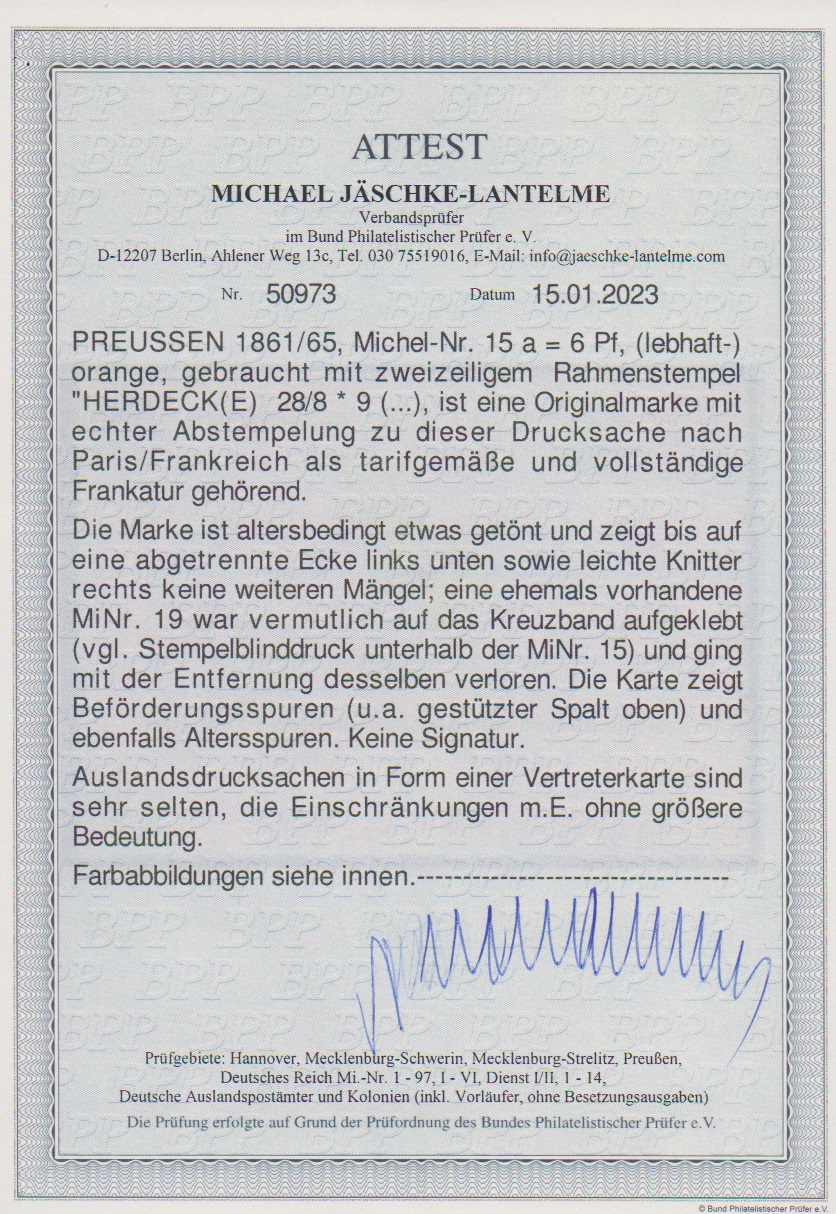 ATTEST
MICHAEL JÄSCHKE-LANTELME
Verbandsprüfer
im Bund Philatelistischer Prüfer e. V.
D-12207 Berlin, Ahlener Weg 13c, Tel. 030 75519016, E-Mail: info@jaeschke-lantelme.com
Nr. 50973 Datum 15.01.2023
PREUSSEN 1861/65, Michel-Nr. 15 a = 6 Pf, (lebhaft-)
orange, gebraucht mit zweizeiligem Rahmenstempel
"HERDECK(E) 28/8 * 9 (...), ist eine Originalmarke mit
echter Abstempelung zu dieser Drucksache nach
Paris/Frankreich als tarifgemäße und vollständige
Frankatur gehörend.
Die Marke ist altersbedingt etwas getönt und zeigt bis auf
eine abgetrennte Ecke links unten sowie leichte Knitter
rechts keine weiteren Mängel; eine ehemals vorhandene
MiNr. 19 war vermutlich auf das Kreuzband aufgeklebt
(vgl. Stempelblinddruck unterhalb der MiNr. 15) und ging
mit der Entfernung desselben verloren. Die Karte zeigt
Beförderungsspuren (u.a. gestützter Spalt oben) und
ebenfalls Altersspuren. Keine Signatur.
Auslandsdrucksachen in Form einer Vertreterkarte sind
sehr selten, die Einschränkungen m.E. ohne größere
Bedeutung.
Farbabbildungen siehe innen.---------------------------------
Prüfgebiete: Hannover, Mecklenburg-Schwerin, Mecklenburg-Strelitz, Preußen,
Deutsches Reich Mi.-Nr. 1 - 97, I - VI, Dienst I/II, 1 - 14,
Deutsche Auslandspostämter und Kolonien (inkl. Vorläufer, ohne Besetzungsausgaben)
Die Prüfung erfolgte auf Grund der Prüfordnung des Bundes Philatelistischer Prüfer e.V.
© Bund Philatelistischer Prüfer e.V.